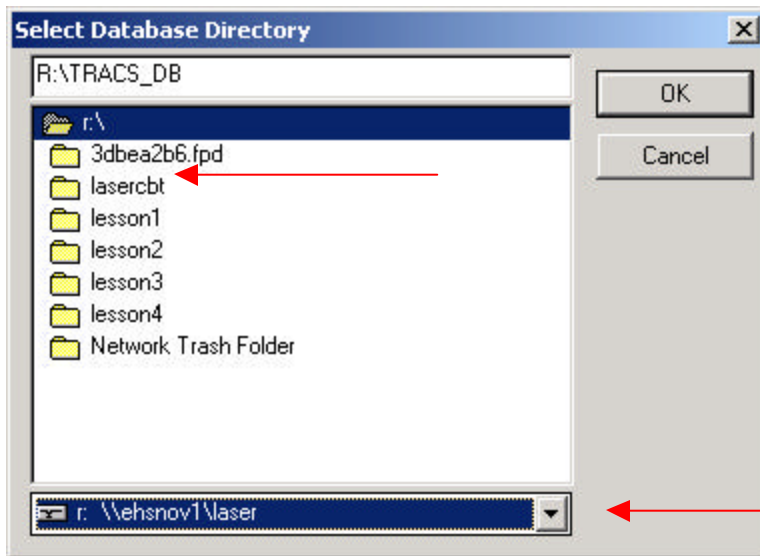 Select Database Directory
R:\TRACS_DB
OK
r:\
3dbea2b6.fpd
Cancel
lasercbt
lesson1
lesson2
lesson3
lesson4
Network Trash Folder
r: \\ehsnov1\laser